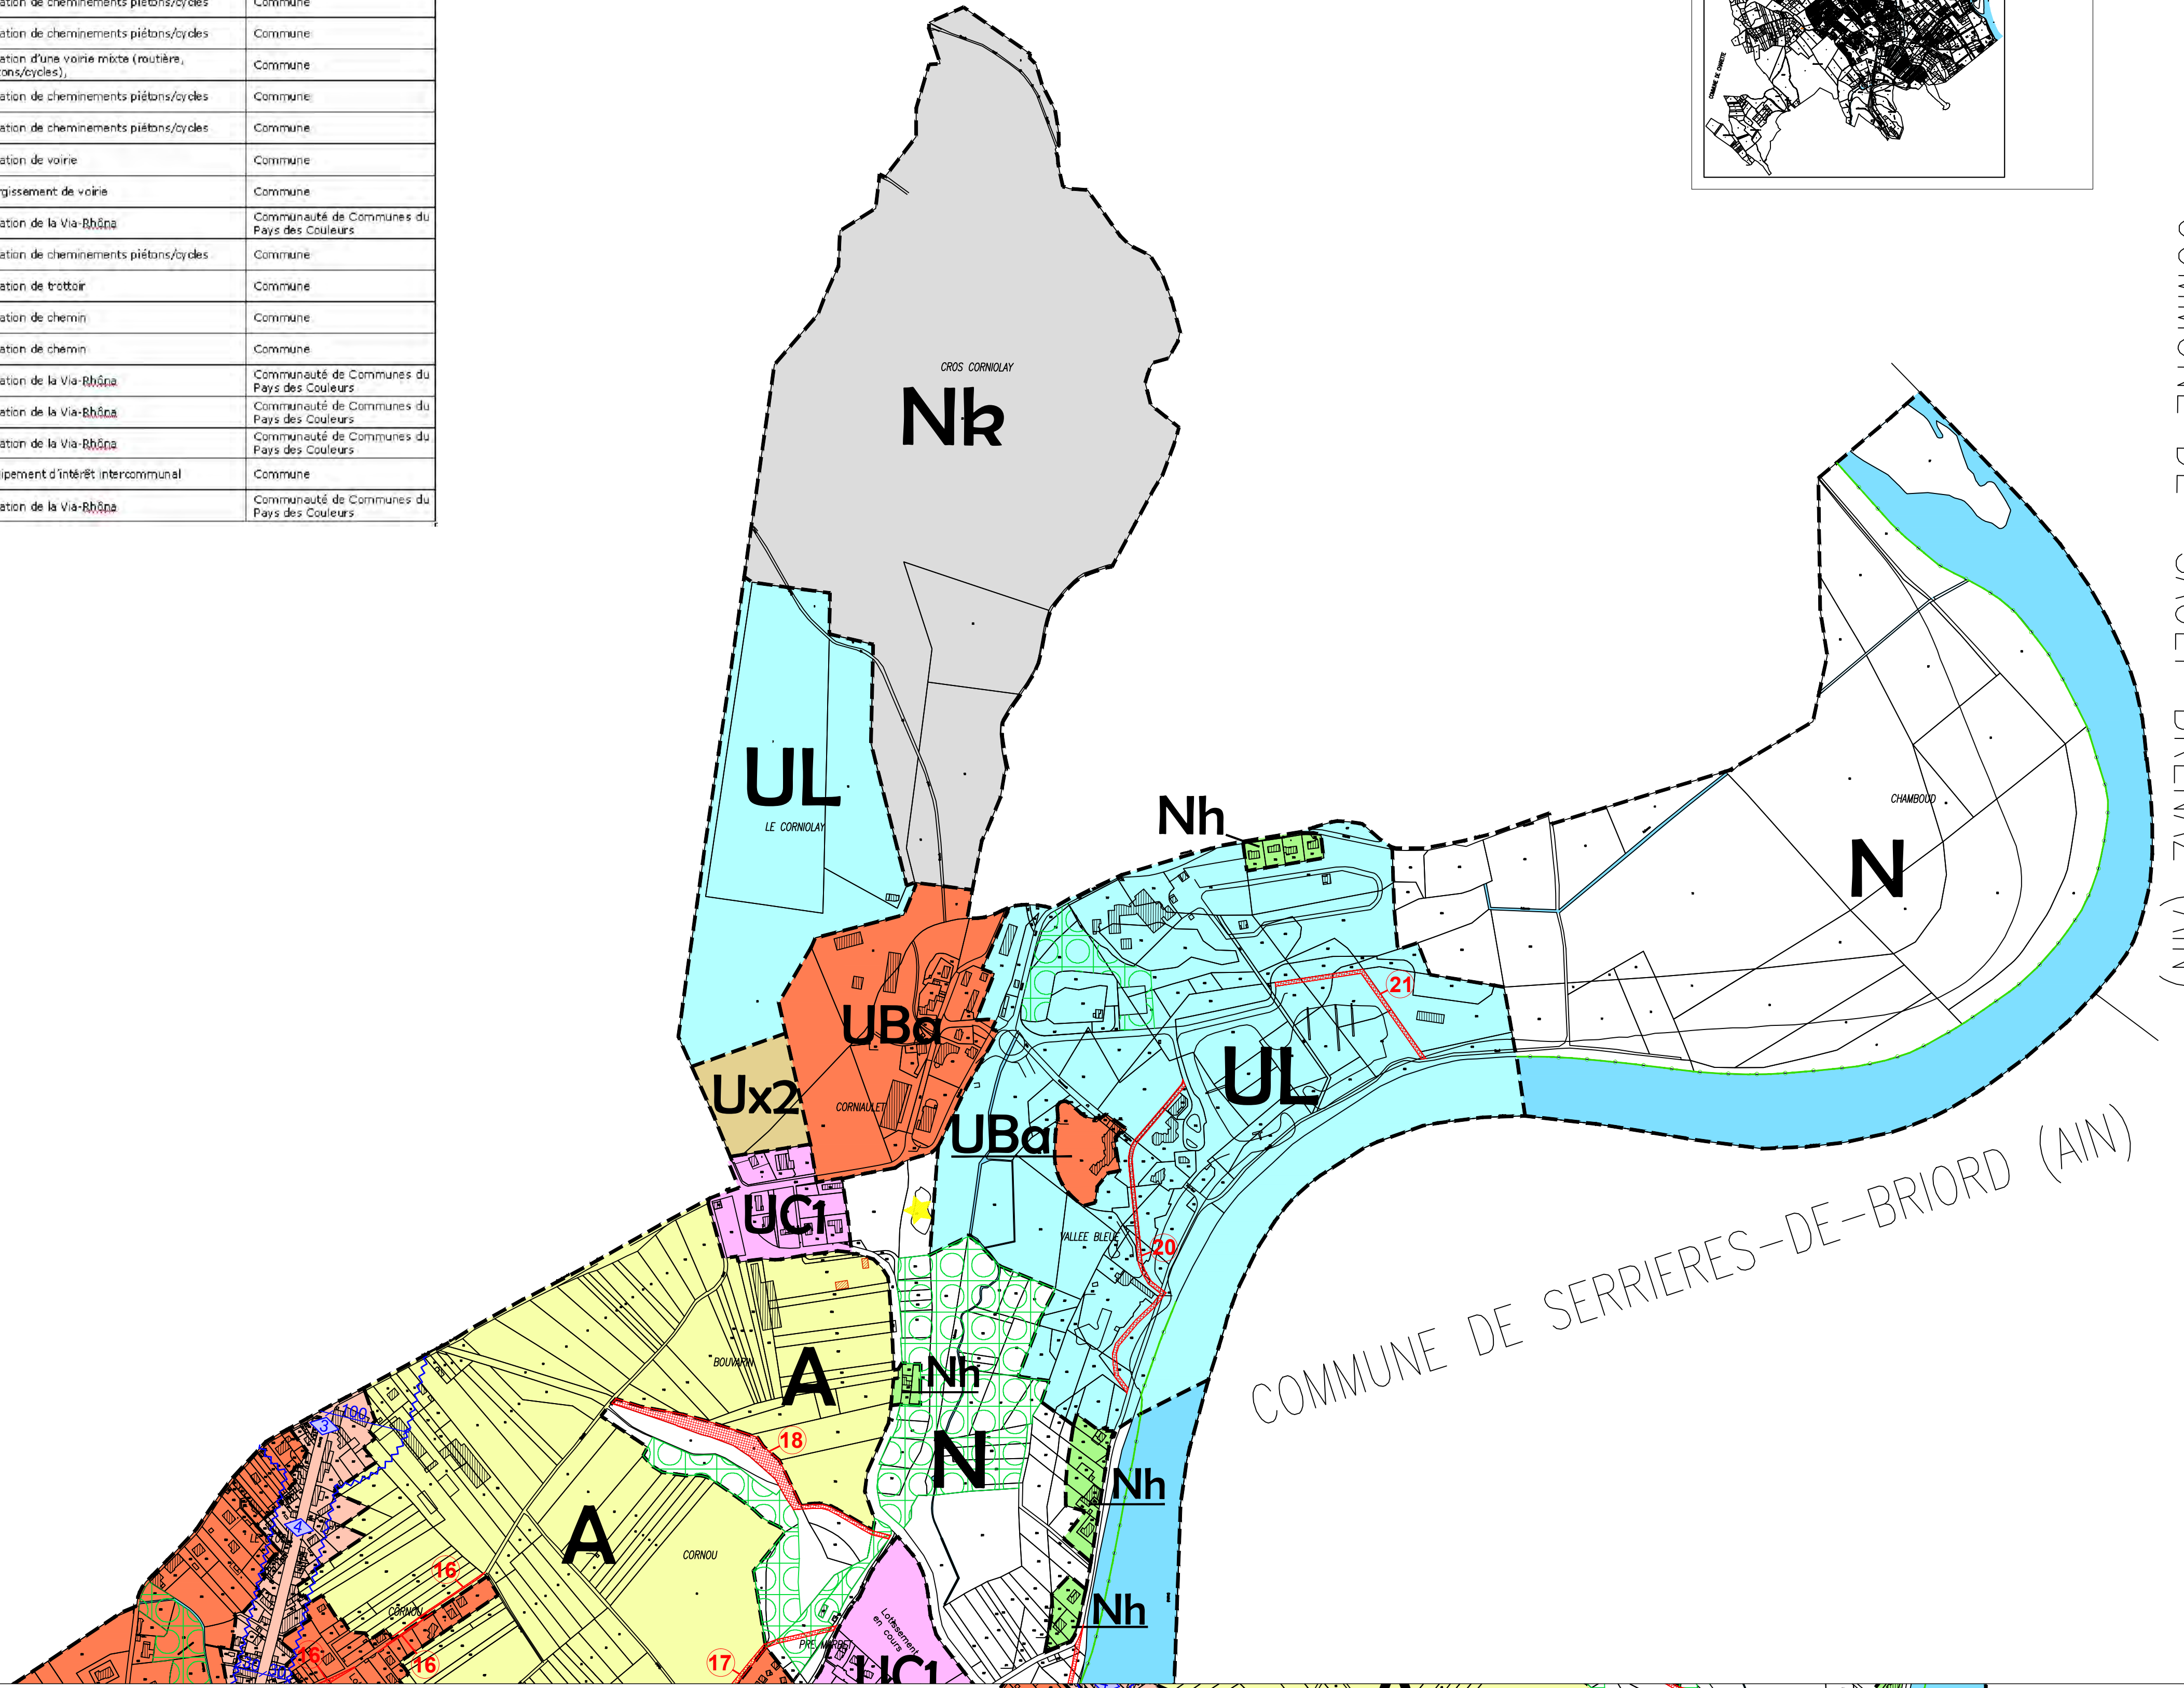 ation de cheminements piétons/cycles Commune
ation de cheminements piétons/cycles Commune
ation d'une voirie mixte (routière,
ons/cycles), Commune
ation de cheminements piétons/cycles Commune
ation de cheminements piétons/cycles Commune
ation de voirie Commune
rgissement de voirie Commune
ation de la Via-Rhôna Communauté de Communes du
Pays des Couleurs
ation de cheminements piétons/cycles Commune
ation de trottoir Commune
ation de chemin Commune
ation de chemin Commune
ation de la Via-Rhôna Communauté de Communes du
Pays des Couleurs
ation de la Via-Rhôna Communauté de Communes du
Pays des Couleurs
ation de la Via-Rhôna Communauté de Communes du
Pays des Couleurs
ipement d'intérêt intercommunal Commune
ation de la Via-Rhôna Communauté de Communes du
Pays des Couleurs
CROS CORNIOLAY
Nk
UL
LE CORNIOLAY
Nh
CHAMBOUD
N
21
UBa
UL
Ux2
CORNIAULET
UBa
UC1
VALLEE BLEUE
20
COMMUNE DE SERRIERES-DE-BRIORD (AIN)
BOUVARIN
A
Nh
3
100
18
N
Nh
4
A
CORNOU
16
CORNOU
Nh
Lotissement
en cours
PRE MARBET
16
16
17
UC1